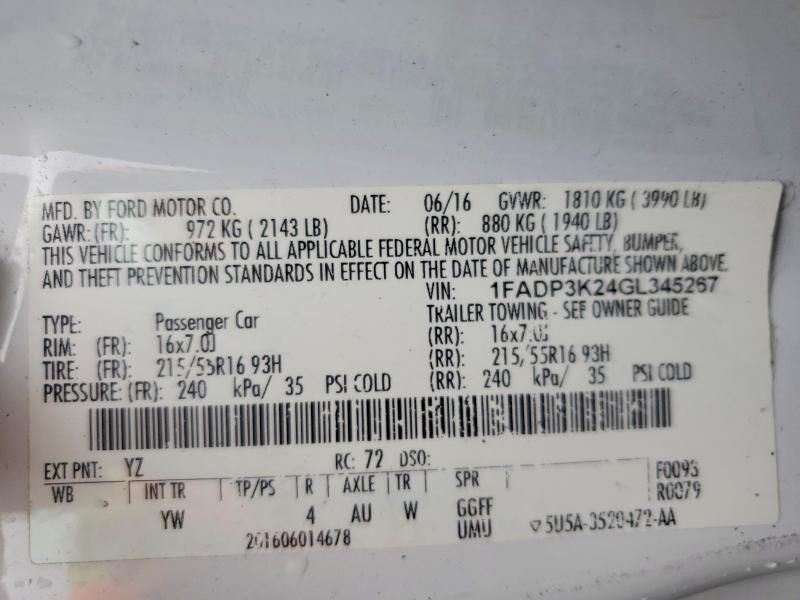 MFD. BY FORD MOTOR CO. DATE: 06/16 GVWR: 1810 KG ( 3990 LB)
GAWR: (FR): 972 KG ( 2143 LB) (RR): 880 KG ( 1940 LB)
THIS VEHICLE CONFORMS TO ALL APPLICABLE FEDERAL MOTOR VEHICLE SAFETY, BUMPER,
AND THEFT PREVENTION STANDARDS IN EFFECT ON THE DATE OF MANUFACTURE SHOWN ABOVE.
VIN: 1FADP3K24GL345267
TYPE: Passenger Car TRAILER TOWING - SEE OWNER GUIDE
RIM: (FR): 16x7.0J (RR): 16x7.0J
TIRE: (FR): 215/55R16 93H (RR): 215/55R16 93H
PRESSURE: (FR): 240 kPa/ 35 PSI COLD (RR): 240 kPa/ 35 PSI COLD
EXT PNT: YZ RC: 72 DSO: F0093
WB INT TR TP/PS R AXLE TR SPR R0079
YW 4 AU W GGFF
UMU 5U5A-3520472-AA
201606014678